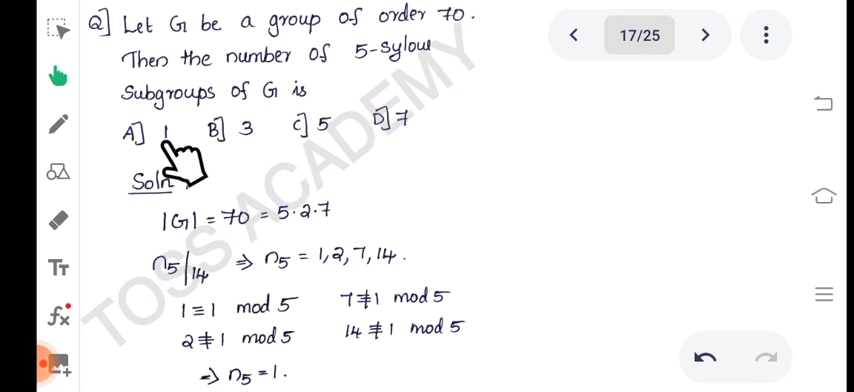 Q] Let G be a group of order 70.
Then the number of 5-sylow
Subgroups of G is
A] 1 B] 3 C] 5 D] 7
Soln :
|G| = 70 = 5·2·7
n5/14 ⇒ n5 = 1, 2, 7, 14.
1 ≡ 1 mod 5 7 ≢ 1 mod 5
2 ≢ 1 mod 5 14 ≢ 1 mod 5
⇒ n5 = 1.
17/25
TT
fx
TOSS ACADEMY